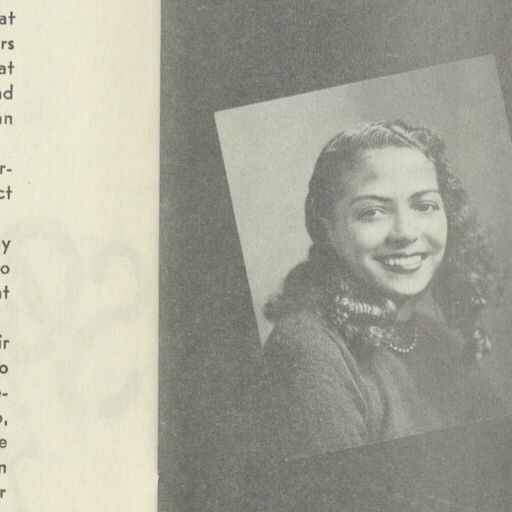 at
rs
at
nd
an
r-
ct
y
o
at
ir
o
e-
o,
e
n
r